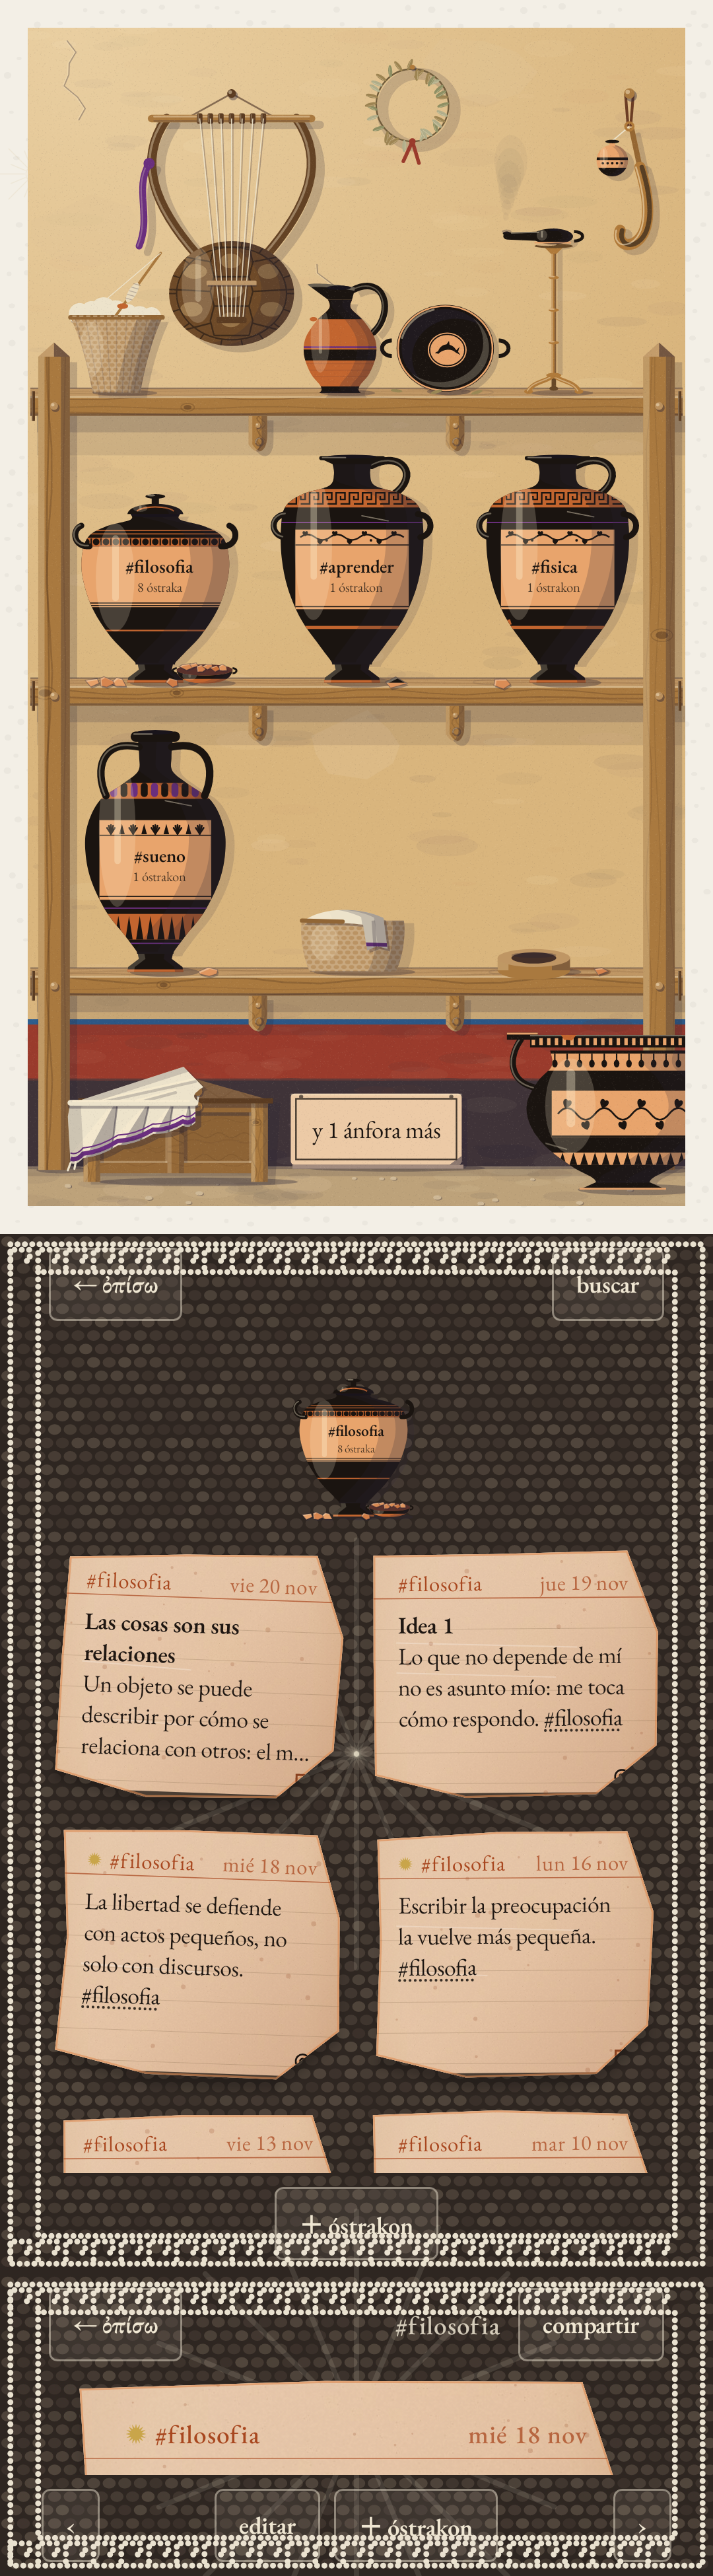 #filosofia
8 óstraka
#aprender
1 óstrakon
#fisica
1 óstrakon
#sueno
1 óstrakon
y 1 ánfora más
← ὀπίσω
buscar
#filosofia
8 óstraka
#filosofia vie 20 nov
Las cosas son sus
relaciones
Un objeto se puede
describir por cómo se
relaciona con otros: el m...
#filosofia jue 19 nov
Idea 1
Lo que no depende de mí
no es asunto mío: me toca
cómo respondo. #filosofia
#filosofia mié 18 nov
La libertad se defiende
con actos pequeños, no
solo con discursos.
#filosofia
#filosofia lun 16 nov
Escribir la preocupación
la vuelve más pequeña.
#filosofia
#filosofia vie 13 nov
#filosofia mar 10 nov
+ óstrakon
← ὀπίσω
#filosofia
compartir
#filosofia mié 18 nov
‹
editar
+ óstrakon
›